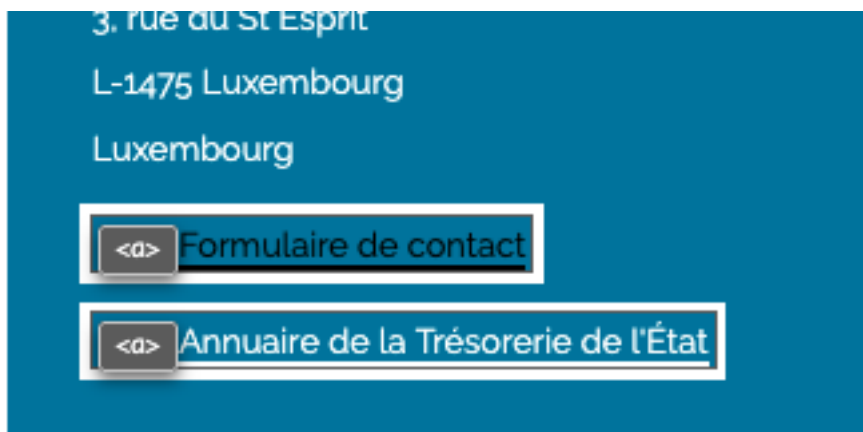 3, rue du St Esprit
L-1475 Luxembourg
Luxembourg
<a> Formulaire de contact
<a> Annuaire de la Trésorerie de l'État